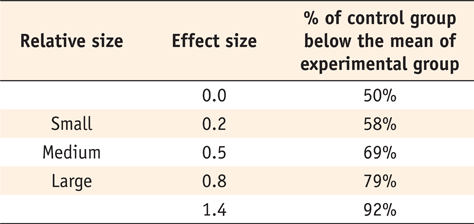 Relative size Effect size % of control group
below the mean of
experimental group
0.0 50%
Small 0.2 58%
Medium 0.5 69%
Large 0.8 79%
1.4 92%